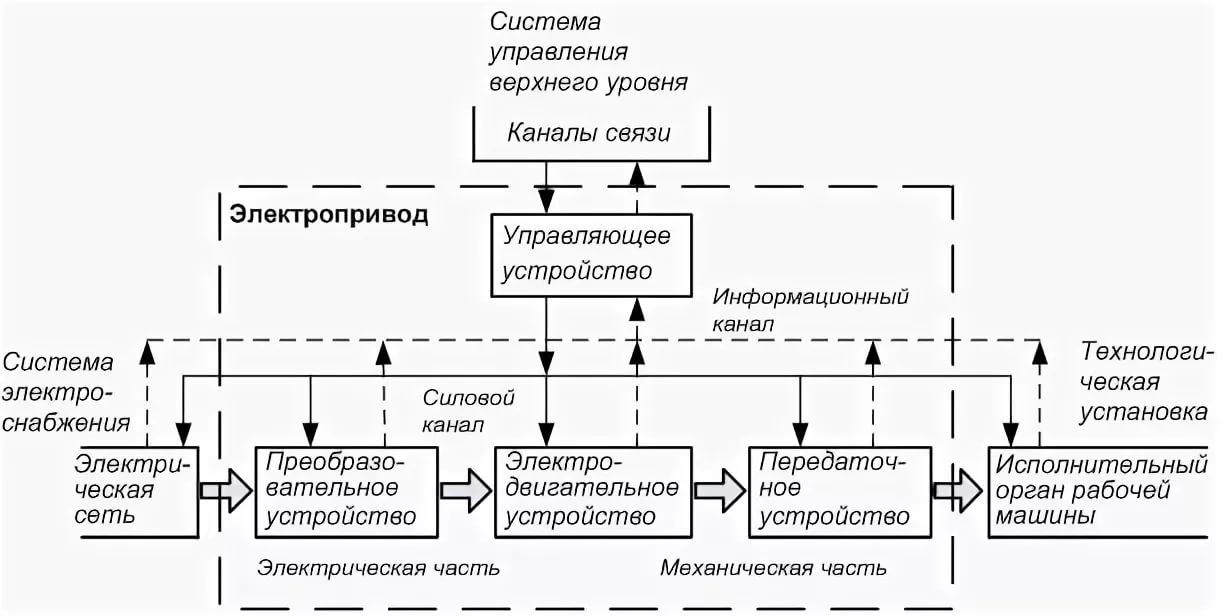 Система
управления
верхнего уровня
Каналы связи
Электропривод
Управляющее
устройство
Информационный
канал
Система
электро-
снабжения
Техноло​ги-
ческая
установка
Силовой
канал
Электри-
ческая
сеть
Преобразо-
вательное
устройство
Электро-
двигательное
устройство
Передаточ-
ное
устройство
Исполнительный
орган рабочей
машины
Электрическая часть
Механическая часть